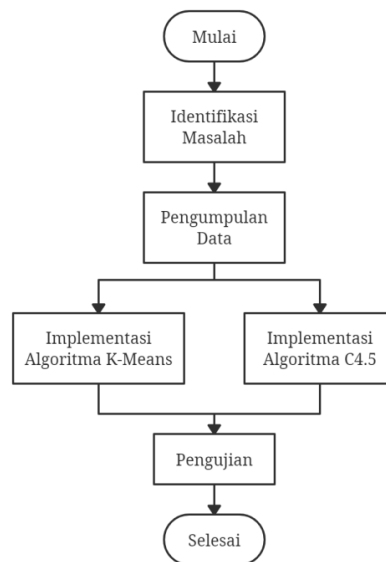 Mulai
Identifikasi
Masalah
Pengumpulan
Data
Implementasi
Algoritma K-Means
Implementasi
Algoritma C4.5
Pengujian
Selesai